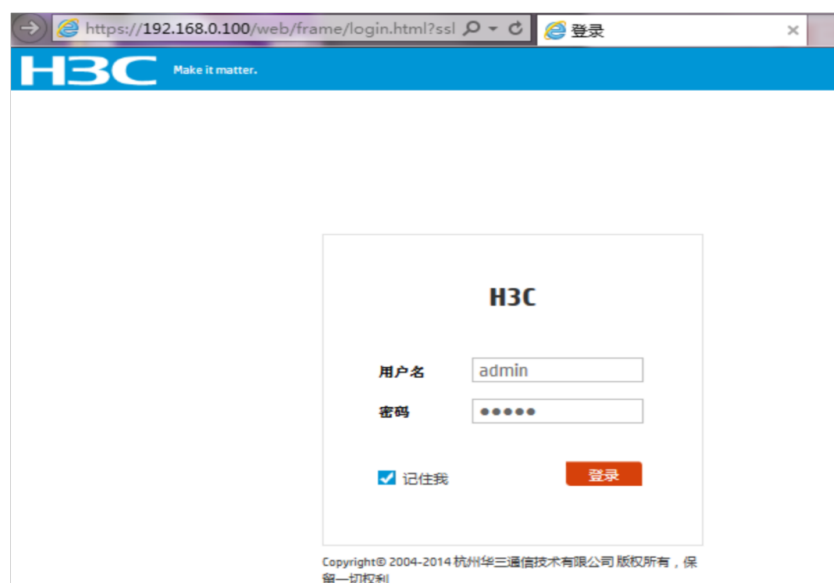 https://192.168.0.100/web/frame/login.html?ssl
登录
H3C Make it matter.
H3C
用户名 admin
密码 •••••
记住我 登录
Copyright© 2004-2014 杭州华三通信技术有限公司 版权所有，保
留一切权利